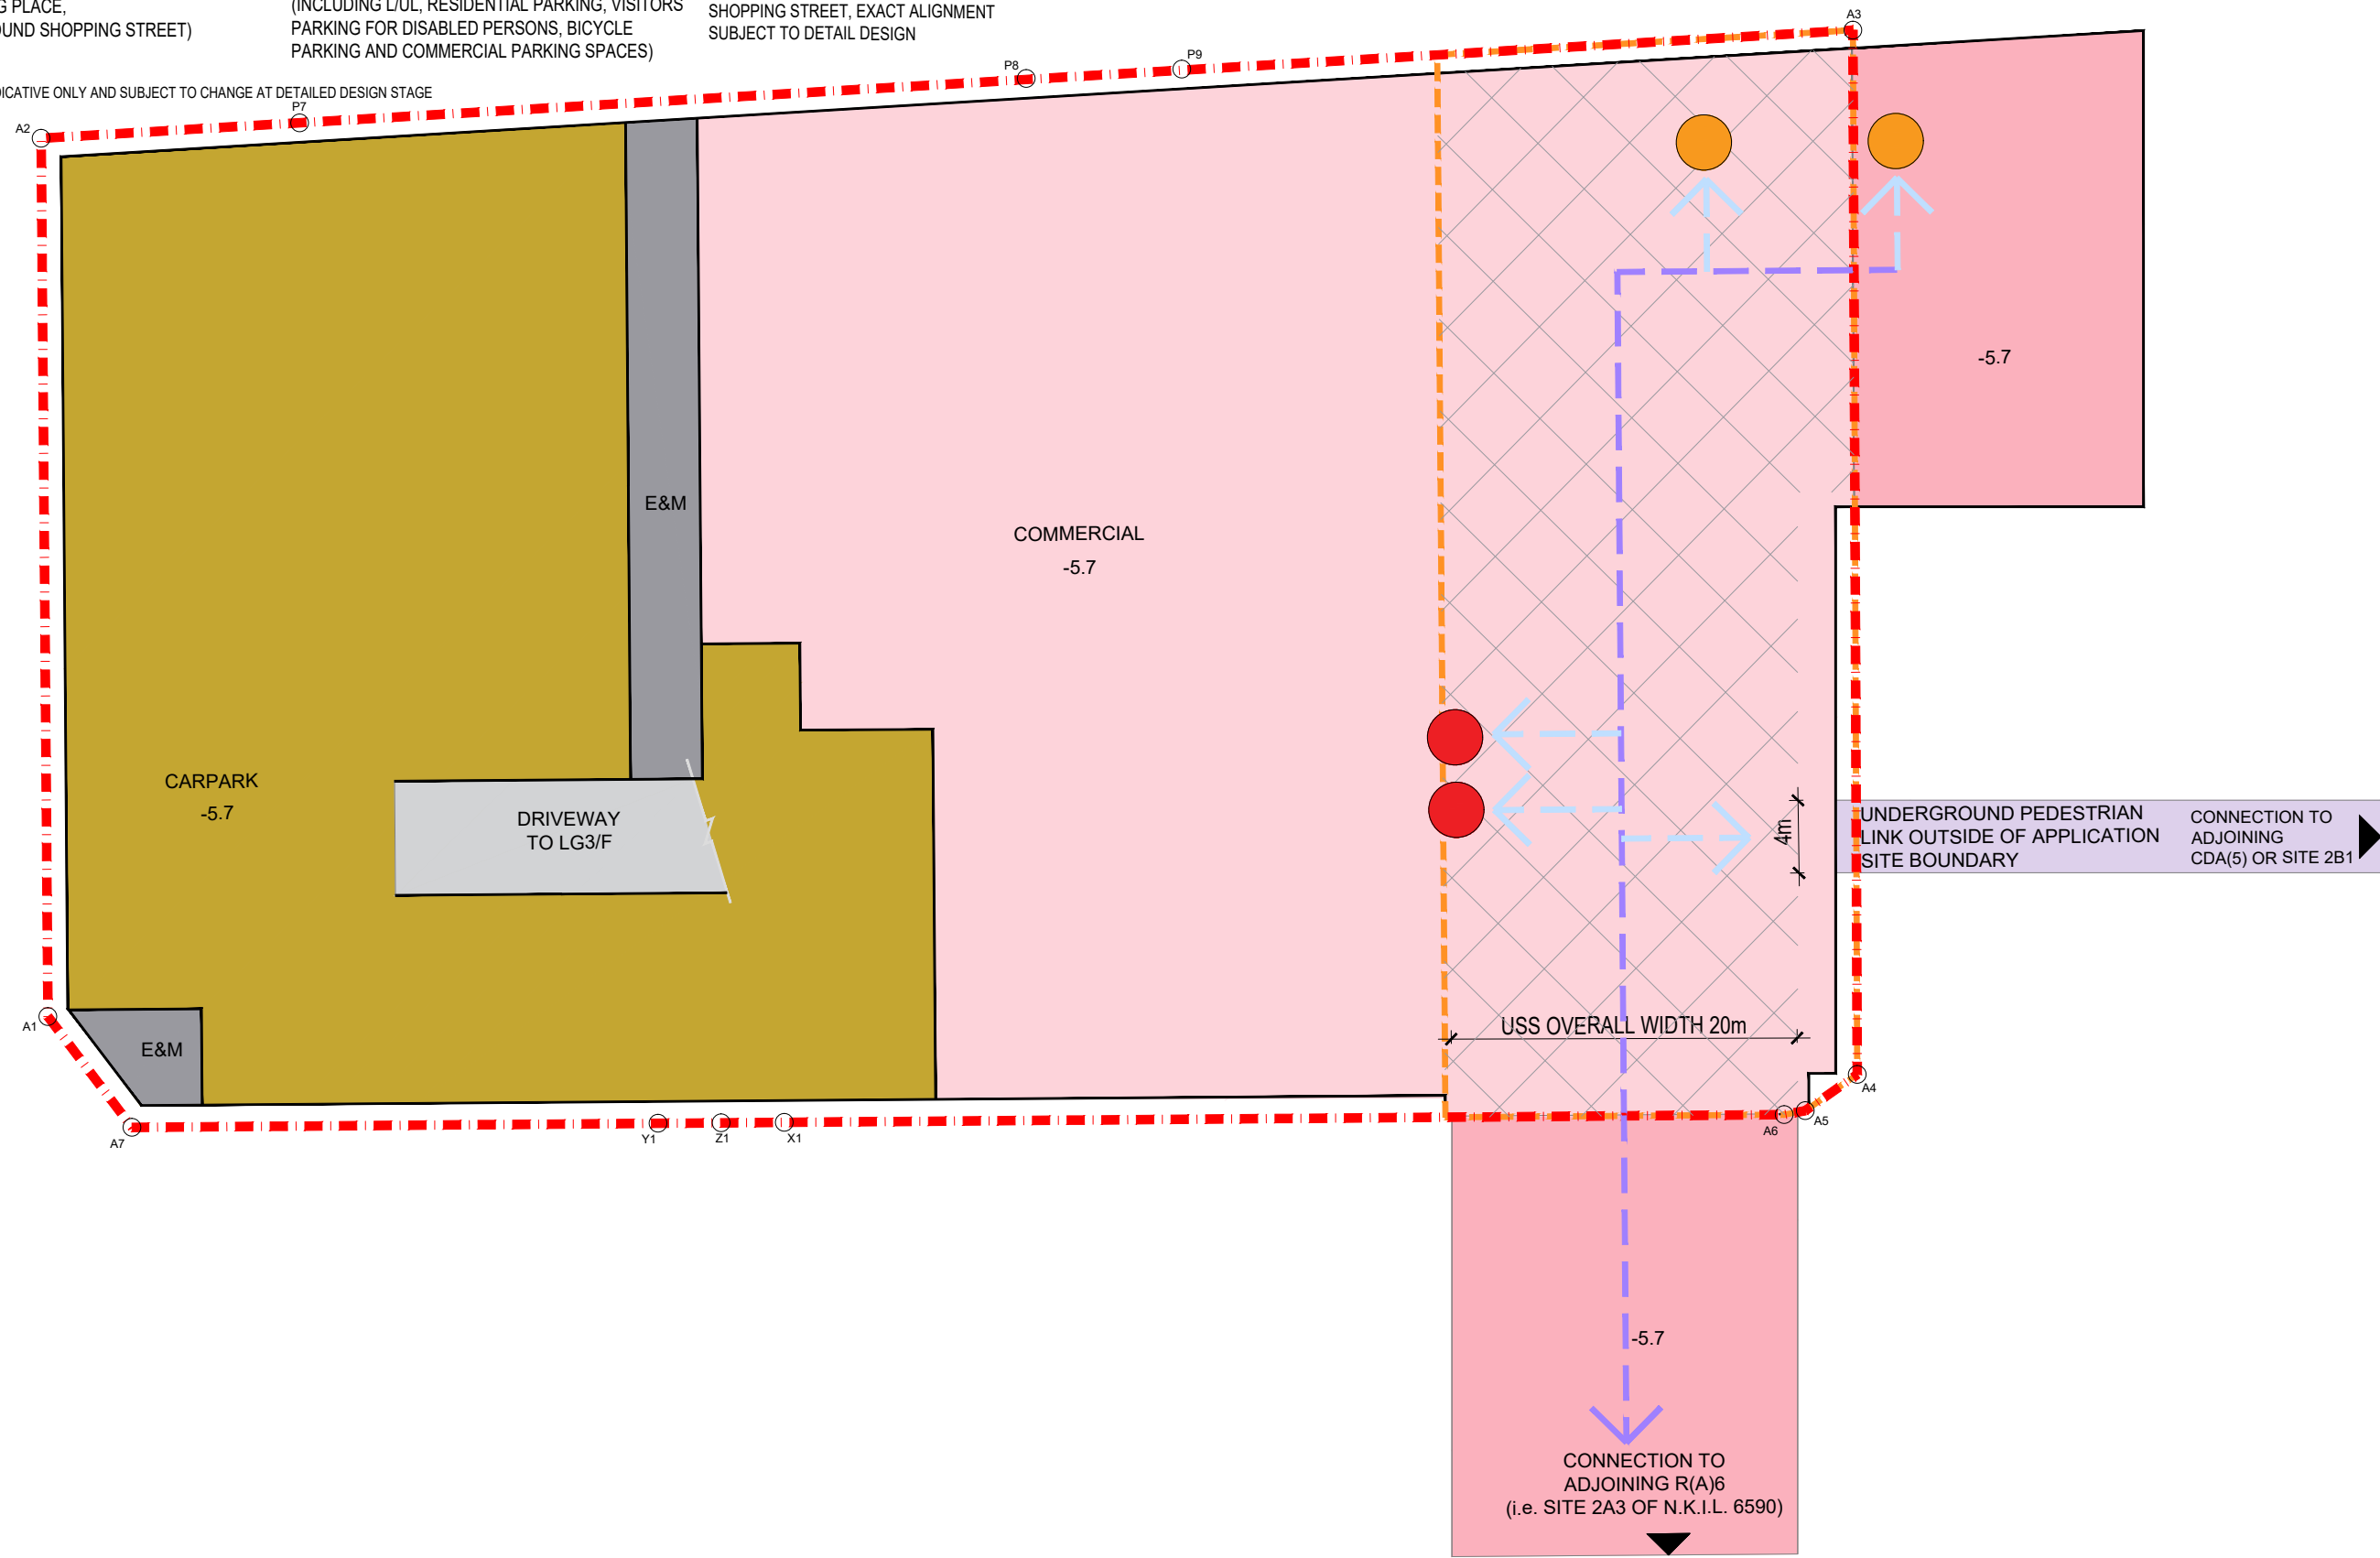 G PLACE,
OUND SHOPPING STREET)
(INCLUDING L/UL, RESIDENTIAL PARKING, VISITORS
PARKING FOR DISABLED PERSONS, BICYCLE
PARKING AND COMMERCIAL PARKING SPACES)
SHOPPING STREET, EXACT ALIGNMENT
SUBJECT TO DETAIL DESIGN
DICATIVE ONLY AND SUBJECT TO CHANGE AT DETAILED DESIGN STAGE
A3
P9
P8
P7
A2
-5.7
E&M
COMMERCIAL
-5.7
CARPARK
-5.7
DRIVEWAY
TO LG3/F
4m
UNDERGROUND PEDESTRIAN
LINK OUTSIDE OF APPLICATION
SITE BOUNDARY
CONNECTION TO
ADJOINING
CDA(5) OR SITE 2B1
A1
E&M
USS OVERALL WIDTH 20m
A4
A5
A6
A7
Y1
Z1
X1
-5.7
CONNECTION TO
ADJOINING R(A)6
(i.e. SITE 2A3 OF N.K.I.L. 6590)